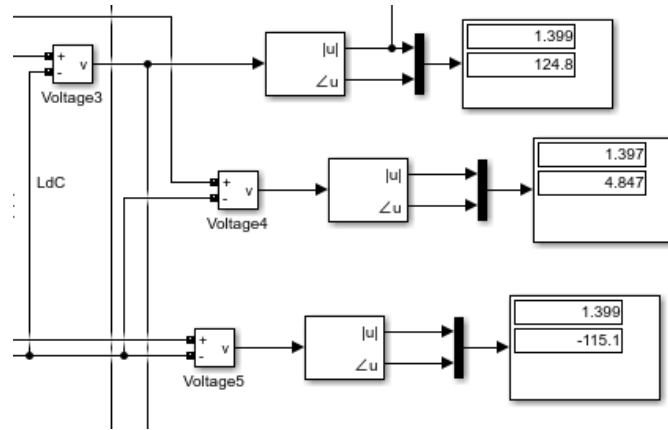 +
-
v
Voltage3
|u|
∠u
1.399
124.8
LdC
+
-
v
Voltage4
|u|
∠u
1.397
4.847
+
-
v
Voltage5
|u|
∠u
1.399
-115.1